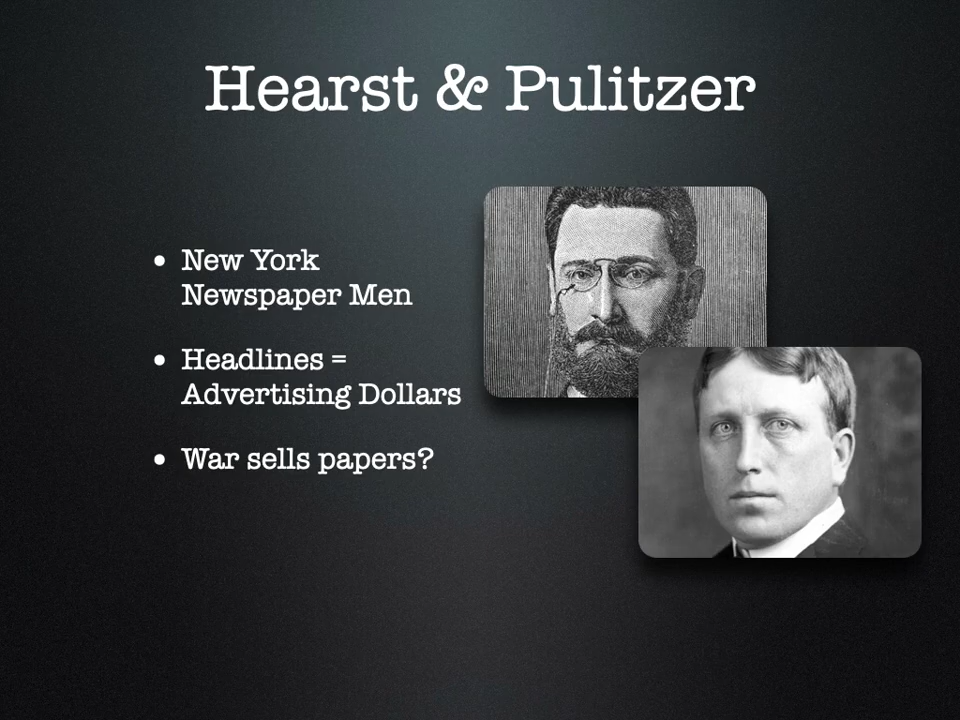 Hearst & Pulitzer
• New York
Newspaper Men
• Headlines =
Advertising Dollars
• War sells papers?